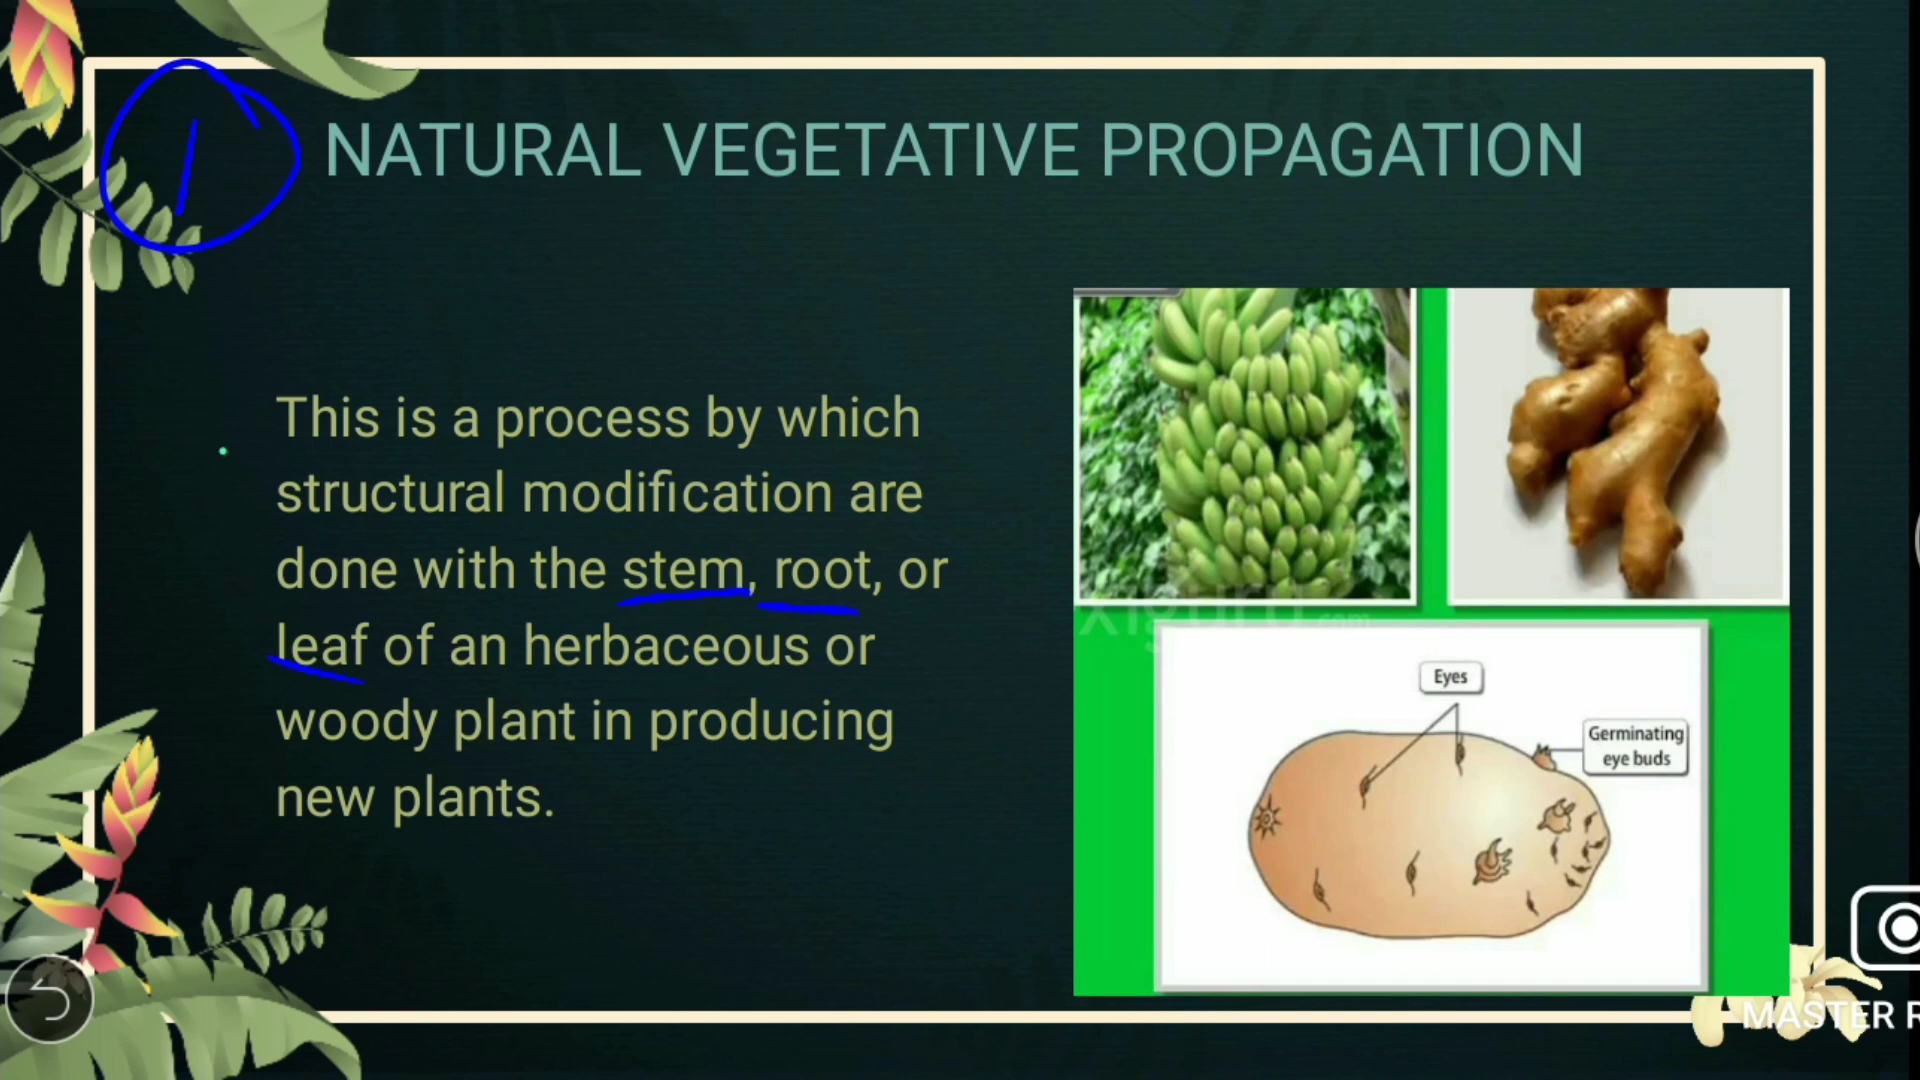 1
NATURAL VEGETATIVE PROPAGATION
This is a process by which
structural modification are
done with the stem, root, or
leaf of an herbaceous or
woody plant in producing
new plants.
Eyes
Germinating
eye buds
MASTER R